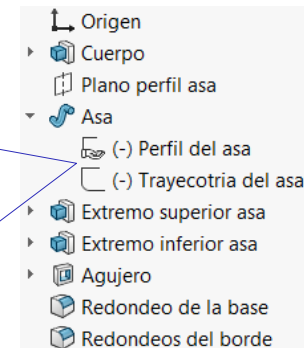 Origen
Cuerpo
Plano perfil asa
Asa
(-) Perfil del asa
(-) Trayecotria del asa
Extremo superior asa
Extremo inferior asa
Agujero
Redondeo de la base
Redondeos del borde